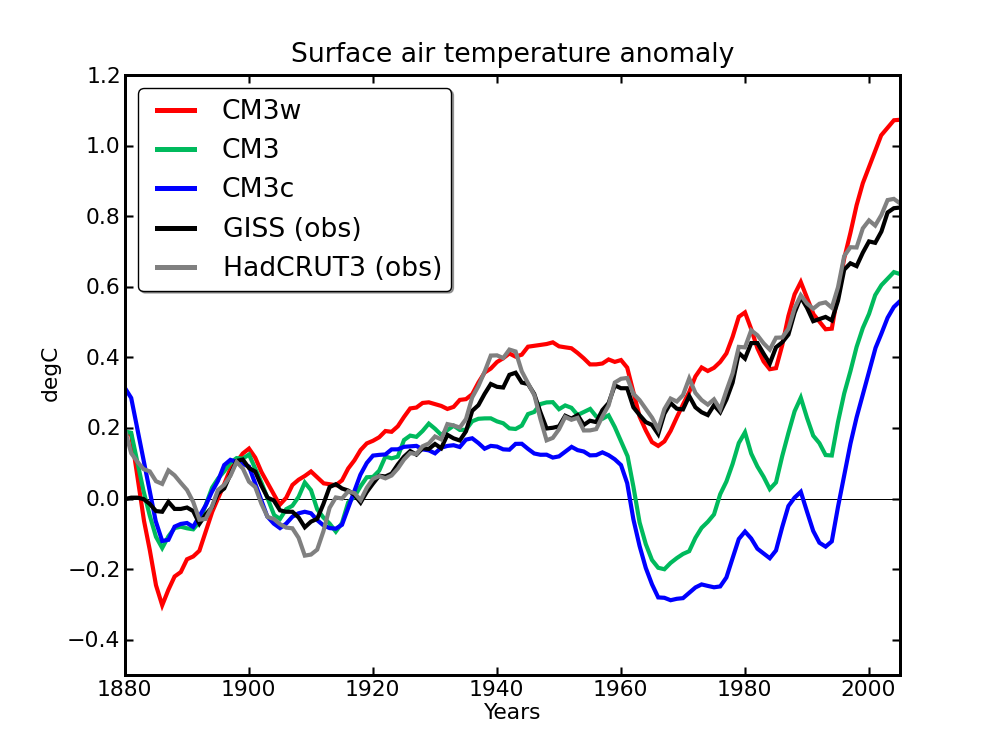 Surface air temperature anomaly
1.2
1.0
0.8
0.6
0.4
0.2
0.0
−0.2
−0.4
degC
CM3w
CM3
CM3c
GISS (obs)
HadCRUT3 (obs)
1880 1900 1920 1940 1960 1980 2000
Years